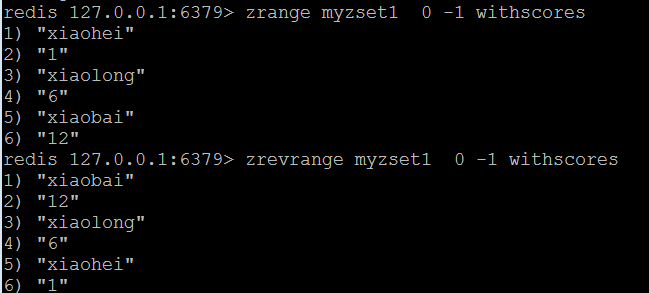 redis 127.0.0.1:6379> zrange myzset1  0 -1 withscores
1) "xiaohei"
2) "1"
3) "xiaolong"
4) "6"
5) "xiaobai"
6) "12"
redis 127.0.0.1:6379> zrevrange myzset1  0 -1 withscores
1) "xiaobai"
2) "12"
3) "xiaolong"
4) "6"
5) "xiaohei"
6) "1"